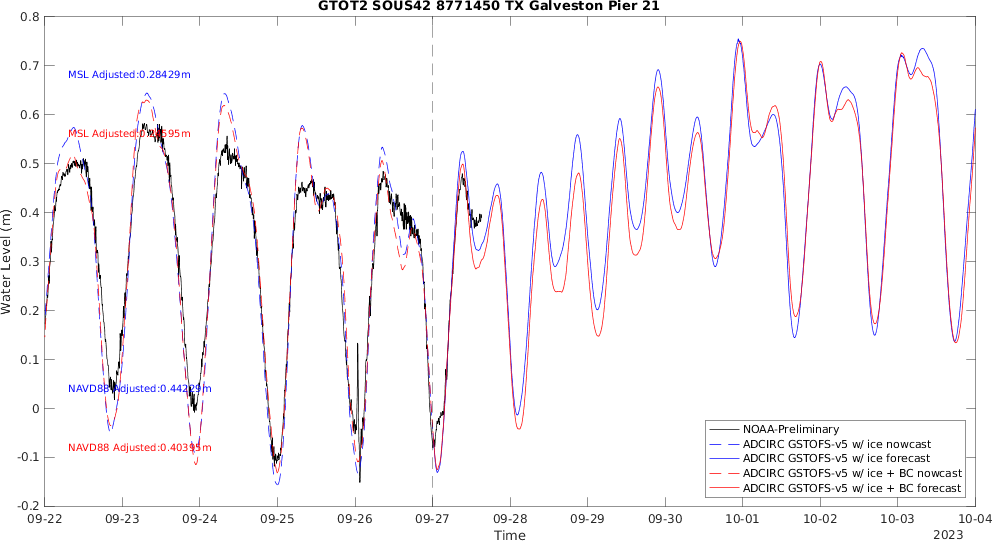 GTOT2 SOUS42 8771450 TX Galveston Pier 21
0.8
0.7
0.6
0.5
0.4
0.3
0.2
0.1
0
-0.1
-0.2
Water Level (m)
MSL Adjusted:0.28429m
MSL Adjusted:
NAVD88 Adjusted:0.44229m
NAVD88 Adjusted:0.40395m
NOAA-Preliminary
ADCIRC GSTOFS-v5 w/ ice nowcast
ADCIRC GSTOFS-v5 w/ ice forecast
ADCIRC GSTOFS-v5 w/ ice + BC nowcast
ADCIRC GSTOFS-v5 w/ ice + BC forecast
09-22 09-23 09-24 09-25 09-26 09-27 09-28 09-29 09-30 10-01 10-02 10-03 10-04
Time
2023